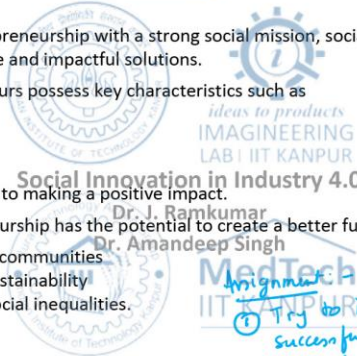 preneurship with a strong social mission, soci
e and impactful solutions.
urs possess key characteristics such as
ideas to products
IMAGINEERING
LAB | IIT KANPUR
Social Innovation in Industry 4.0
to making a positive impact.
Dr. J. Ramkumar
urship has the potential to create a better fu
Dr. Amandeep Singh
communities
MedTech
stainability
Assignment:-
IIT KANPUR
ocial inequalities.
① Try to
successfu